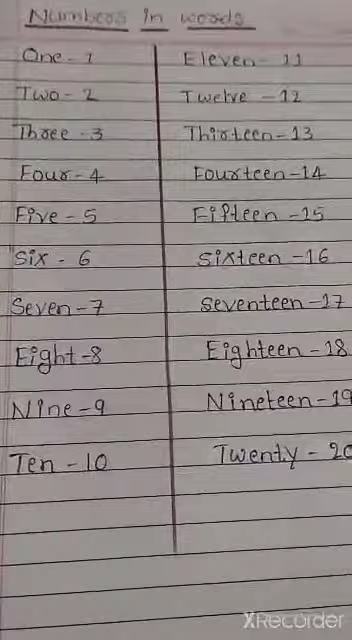 Numbers in words
One - 1
Eleven - 11
Two - 2
Twelve - 12
Three - 3
Thirteen - 13
Four - 4
Fourteen - 14
Five - 5
Fifteen - 15
Six - 6
Sixteen - 16
Seven - 7
Seventeen - 17
Eight - 8
Eighteen - 18
Nine - 9
Nineteen - 19
Ten - 10
Twenty - 20
XRecorder